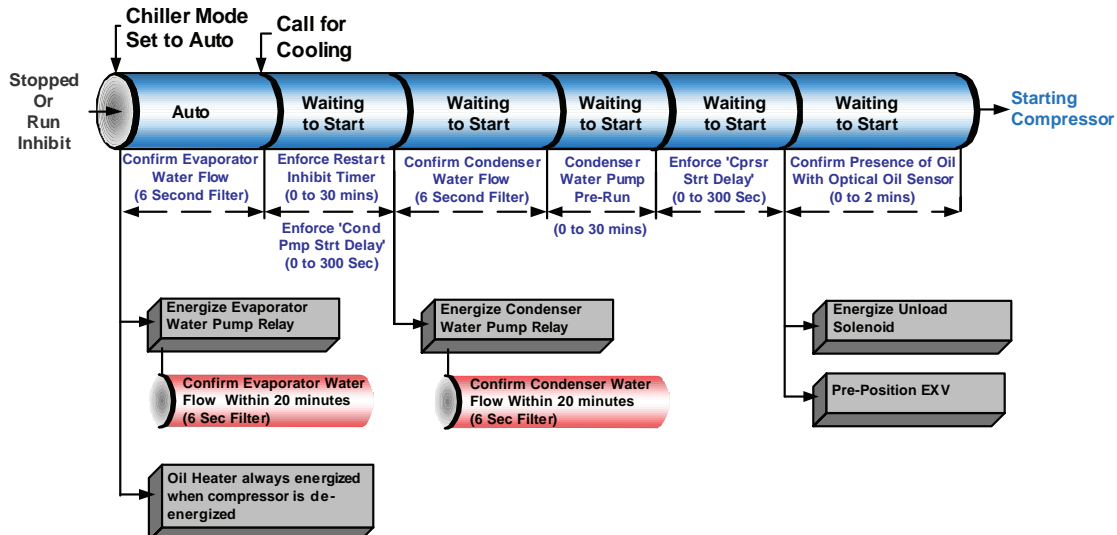 Chiller Mode
Set to Auto
Call for
Cooling
Stopped
Or
Run
Inhibit
Auto
Waiting
to Start
Waiting
to Start
Waiting
to Start
Waiting
to Start
Waiting
to Start
Starting
Compressor
Confirm Evaporator
Water Flow
(6 Second Filter)
Enforce Restart
Inhibit Timer
(0 to 30 mins)
Enforce 'Cond
Pmp Strt Delay'
(0 to 300 Sec)
Confirm Condenser
Water Flow
(6 Second Filter)
Condenser
Water Pump
Pre-Run
(0 to 30 mins)
Enforce 'Cprsr
Strt Delay'
(0 to 300 Sec)
Confirm Presence of Oil
With Optical Oil Sensor
(0 to 2 mins)
Energize Evaporator
Water Pump Relay
Confirm Evaporator Water
Flow Within 20 minutes
(6 Sec Filter)
Oil Heater always energized
when compressor is de-
energized
Energize Condenser
Water Pump Relay
Confirm Condenser Water
Flow Within 20 minutes
(6 Sec Filter)
Energize Unload
Solenoid
Pre-Position EXV